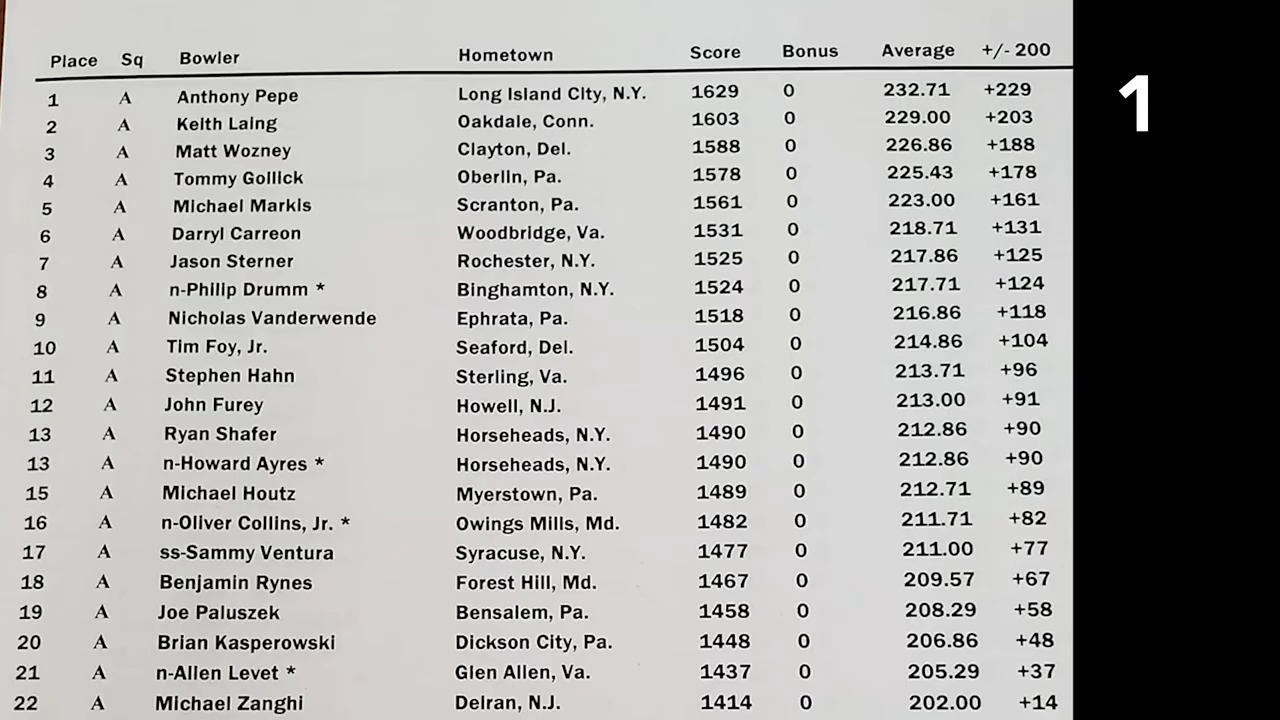 Place Sq Bowler Hometown Score Bonus Average +/- 200
1 A Anthony Pepe Long Island City, N.Y. 1629 0 232.71 +229
2 A Keith Laing Oakdale, Conn. 1603 0 229.00 +203
3 A Matt Wozney Clayton, Del. 1588 0 226.86 +188
4 A Tommy Gollick Oberlin, Pa. 1578 0 225.43 +178
5 A Michael Markis Scranton, Pa. 1561 0 223.00 +161
6 A Darryl Carreon Woodbridge, Va. 1531 0 218.71 +131
7 A Jason Sterner Rochester, N.Y. 1525 0 217.86 +125
8 A n-Philip Drumm * Binghamton, N.Y. 1524 0 217.71 +124
9 A Nicholas Vanderwende Ephrata, Pa. 1518 0 216.86 +118
10 A Tim Foy, Jr. Seaford, Del. 1504 0 214.86 +104
11 A Stephen Hahn Sterling, Va. 1496 0 213.71 +96
12 A John Furey Howell, N.J. 1491 0 213.00 +91
13 A Ryan Shafer Horseheads, N.Y. 1490 0 212.86 +90
13 A n-Howard Ayres * Horseheads, N.Y. 1490 0 212.86 +90
15 A Michael Houtz Myerstown, Pa. 1489 0 212.71 +89
16 A n-Oliver Collins, Jr. * Owings Mills, Md. 1482 0 211.71 +82
17 A ss-Sammy Ventura Syracuse, N.Y. 1477 0 211.00 +77
18 A Benjamin Rynes Forest Hill, Md. 1467 0 209.57 +67
19 A Joe Paluszek Bensalem, Pa. 1458 0 208.29 +58
20 A Brian Kasperowski Dickson City, Pa. 1448 0 206.86 +48
21 A n-Allen Levet * Glen Allen, Va. 1437 0 205.29 +37
22 A Michael Zanghi Delran, N.J. 1414 0 202.00 +14
1